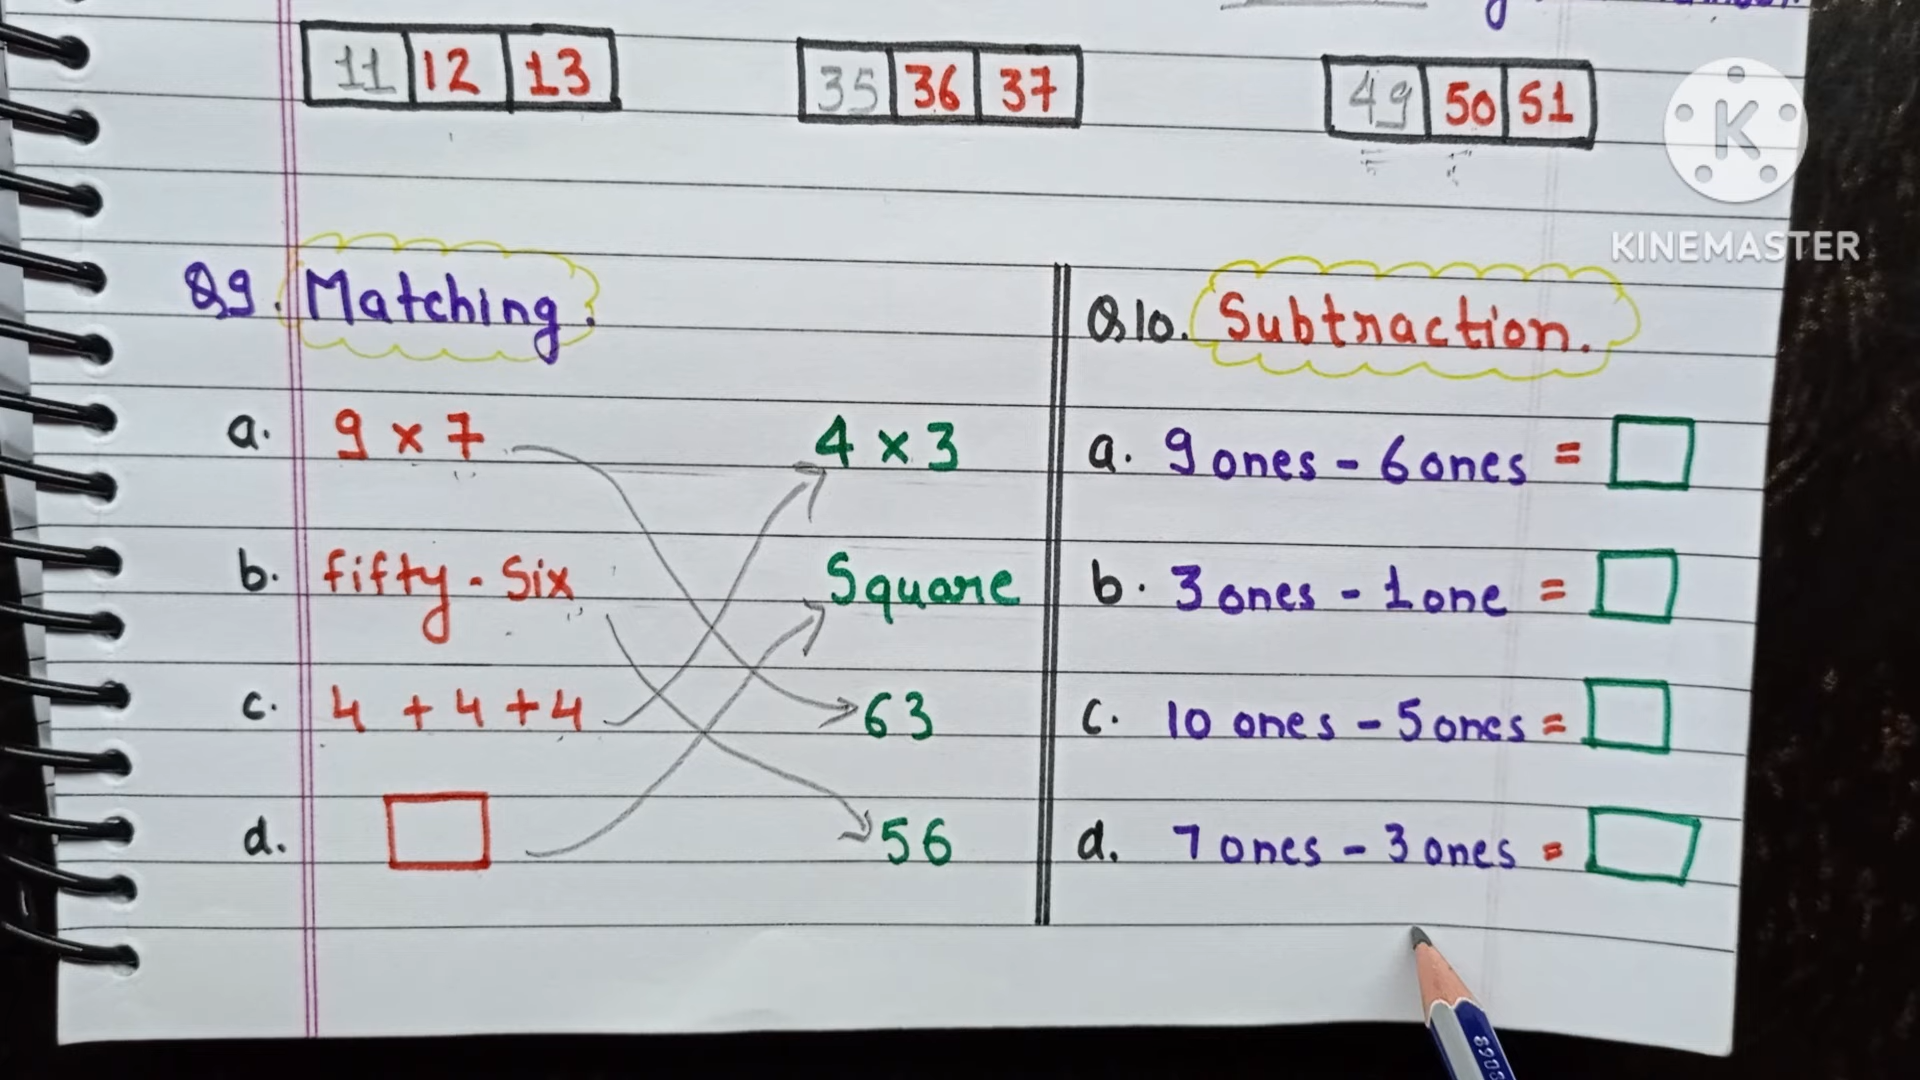 11 12 13 35 36 37 49 50 51
K
KINEMASTER
Q9. Matching.
a. 9 x 7 4 x 3
b. fifty - Six Square
c. 4 + 4 + 4 63
d. 56
Q10. Subtraction.
a. 9 ones - 6 ones =
b. 3 ones - 1 one =
c. 10 ones - 5 ones =
d. 7 ones - 3 ones =